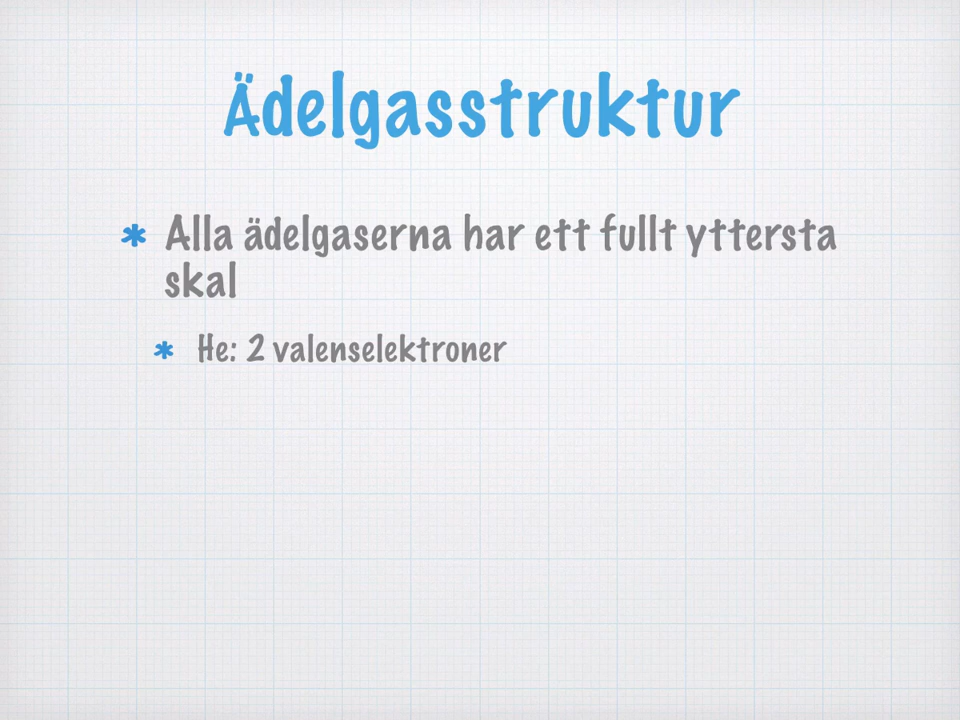 Ädelgasstruktur
Alla ädelgaserna har ett fullt yttersta
skal
He: 2 valenselektroner